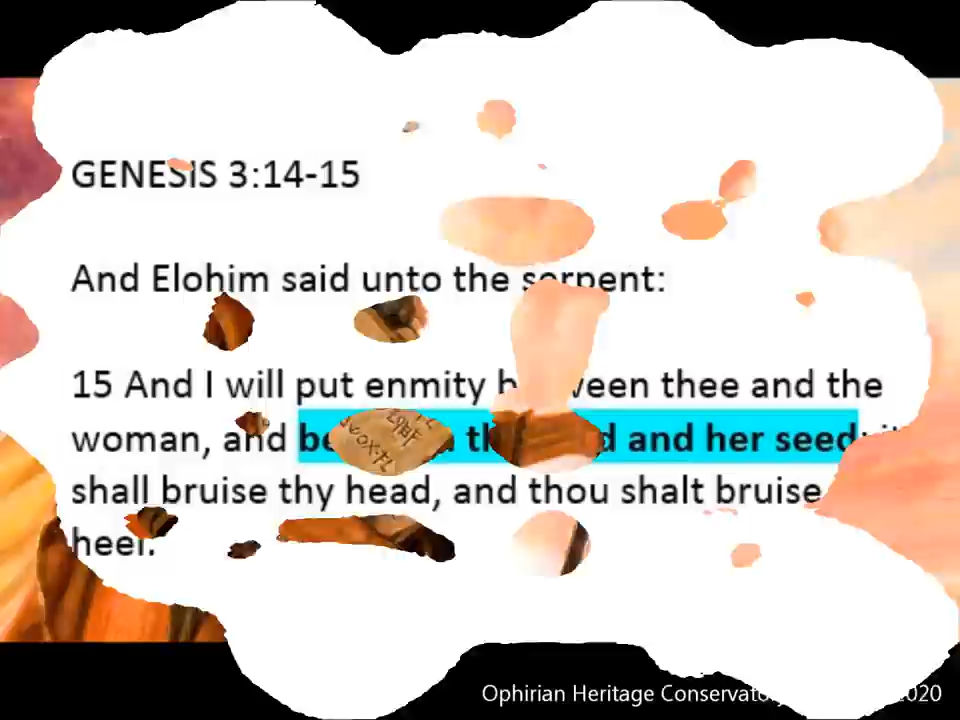 GENESIS 3:14-15
And Elohim said unto the serpent:
15 And I will put enmity between thee and the
woman, and and her seed:
shall bruise thy head, and thou shalt bruise
heel.
Ophirian Heritage Conservatory 2020